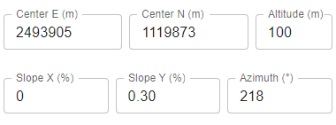 Center E (m) Center N (m) Altitude (m)
2493905 1119873 100
Slope X (%) Slope Y (%) Azimuth (°)
0 0.30 218